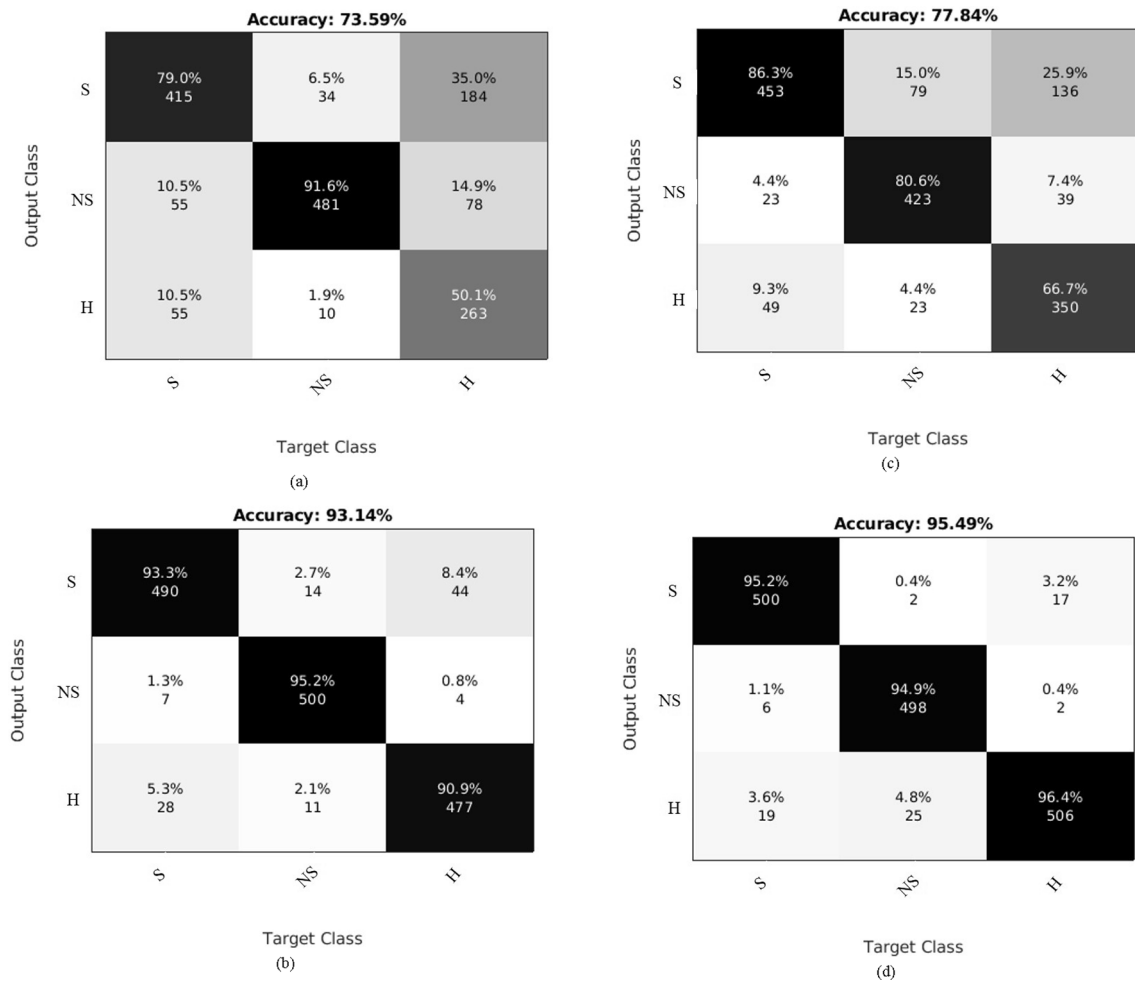 Accuracy: 73.59%
Output Class
S
79.0% 6.5% 35.0%
415 34 184
NS
10.5% 91.6% 14.9%
55 481 78
H
10.5% 1.9% 50.1%
55 10 263
S NS H
Target Class
(a)
Accuracy: 77.84%
Output Class
S
86.3% 15.0% 25.9%
453 79 136
NS
4.4% 80.6% 7.4%
23 423 39
H
9.3% 4.4% 66.7%
49 23 350
S NS H
Target Class
(c)
Accuracy: 93.14%
Output Class
S
93.3% 2.7% 8.4%
490 14 44
NS
1.3% 95.2% 0.8%
7 500 4
H
5.3% 2.1% 90.9%
28 11 477
S NS H
Target Class
(b)
Accuracy: 95.49%
Output Class
S
95.2% 0.4% 3.2%
500 2 17
NS
1.1% 94.9% 0.4%
6 498 2
H
3.6% 4.8% 96.4%
19 25 506
S NS H
Target Class
(d)